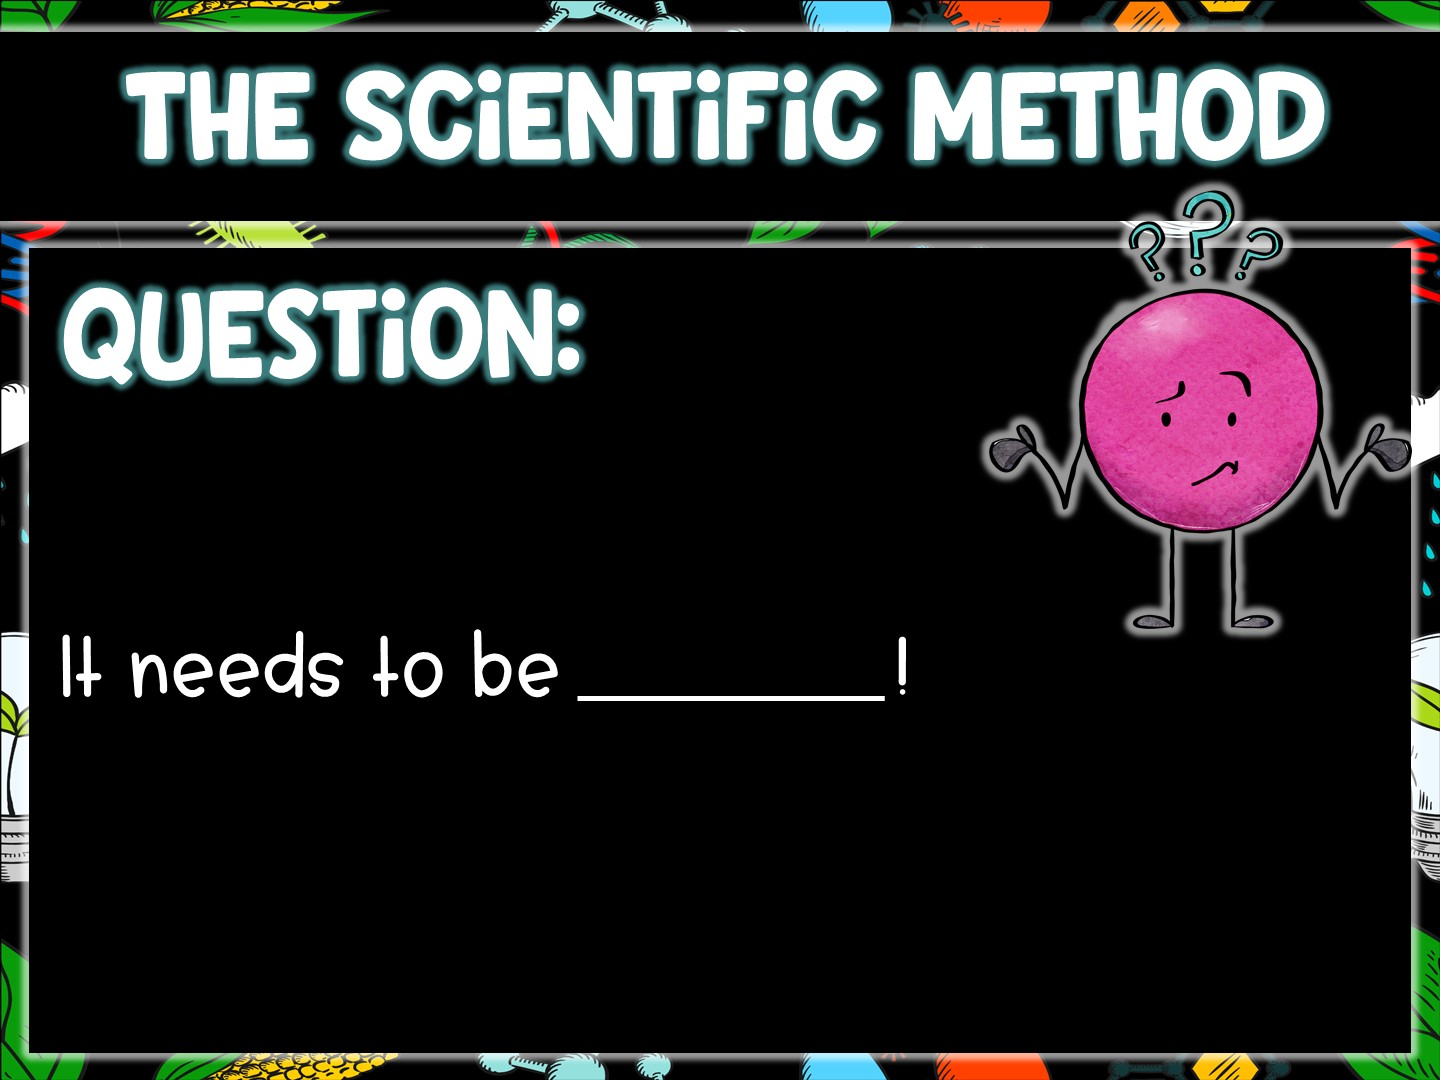 THE SCiENTiFiC METHOD
???
QUESTiON:
It needs to be ________!